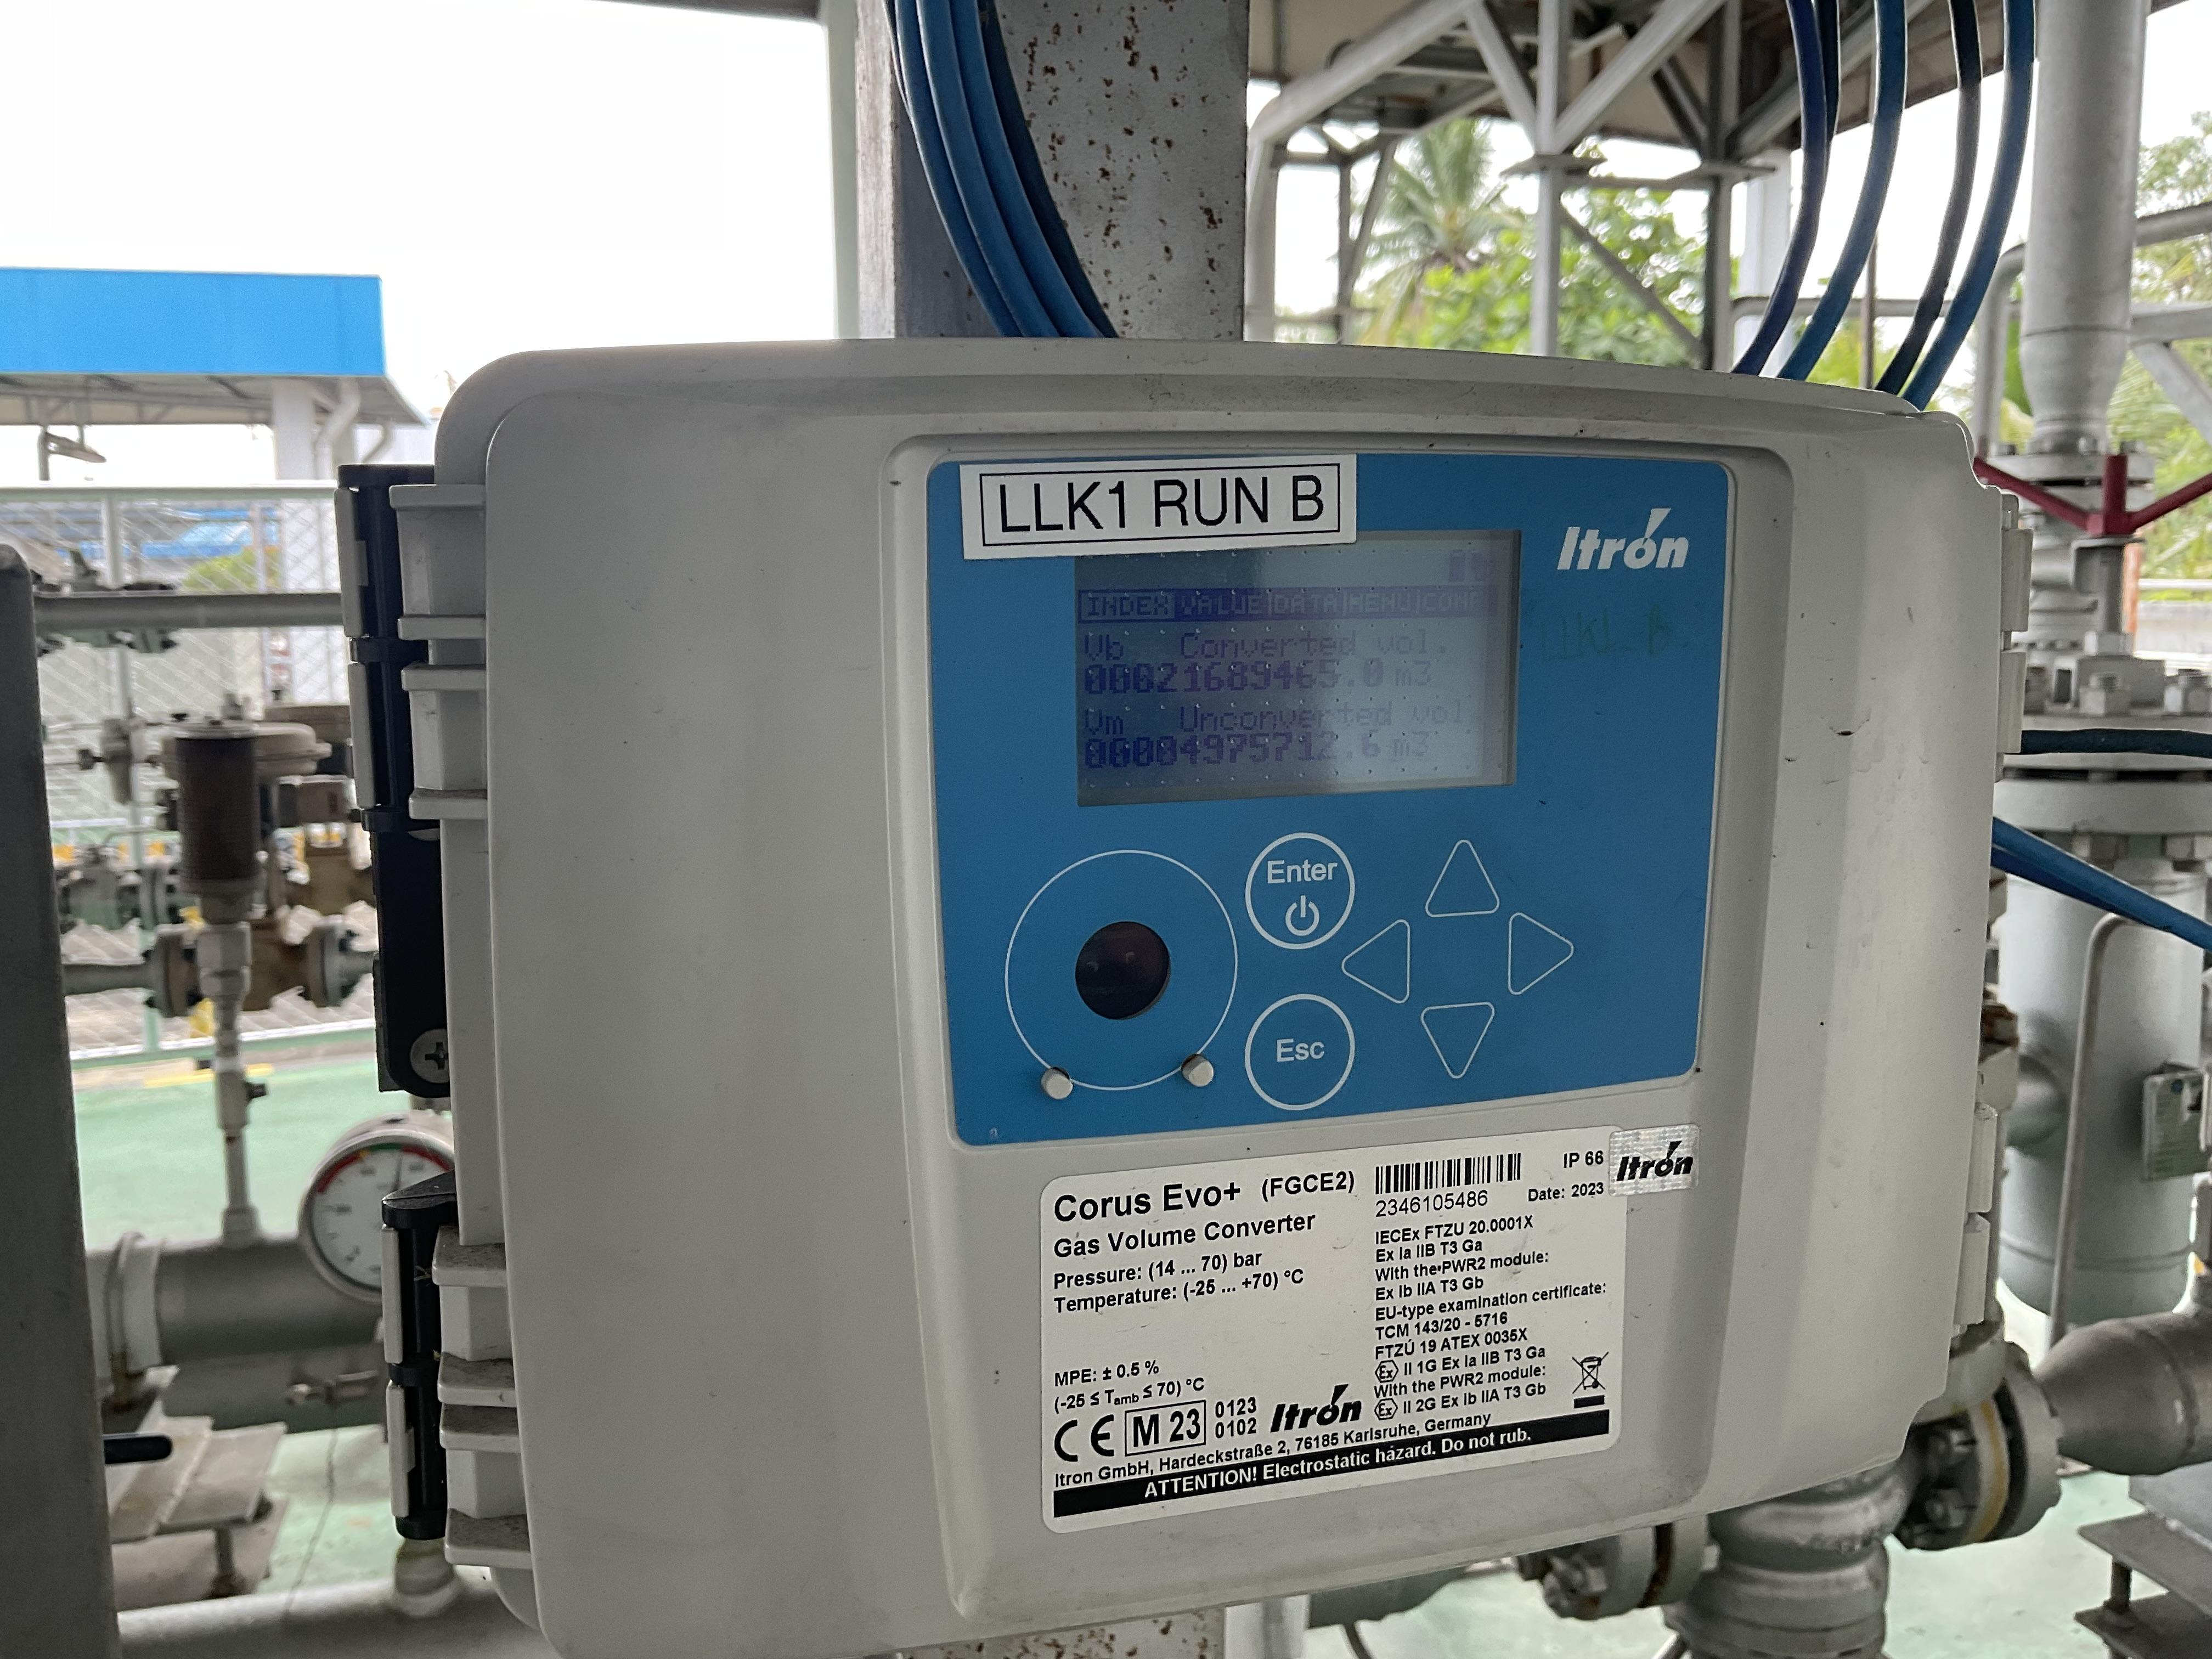 LLK1 RUN B
Itrón
INDEX VALUE DATA MENU CONF
Vb Converted vol.
00021689465.0 m3
Vm Unconverted vol.
00004975712.6 m3
Enter
Esc
Corus Evo+ (FGCE2)
Gas Volume Converter
Pressure: (14 ... 70) bar
Temperature: (-25 ... +70) °C
MPE: ± 0.5 %
(-25 ≤ Tamb ≤ 70) °C
CE M 23 0123
0102
Itrón
2346105486
IP 66
Date: 2023
Itrón
IECEx FTZU 20.0001X
Ex Ia IIB T3 Ga
With the PWR2 module:
Ex Ib IIA T3 Gb
EU-type examination certificate:
TCM 143/20 - 5716
FTZÚ 19 ATEX 0035X
Ex II 1G Ex Ia IIB T3 Ga
With the PWR2 module:
Ex II 2G Ex Ib IIA T3 Gb
Itron GmbH, Hardeckstraße 2, 76185 Karlsruhe, Germany
ATTENTION! Electrostatic hazard. Do not rub.